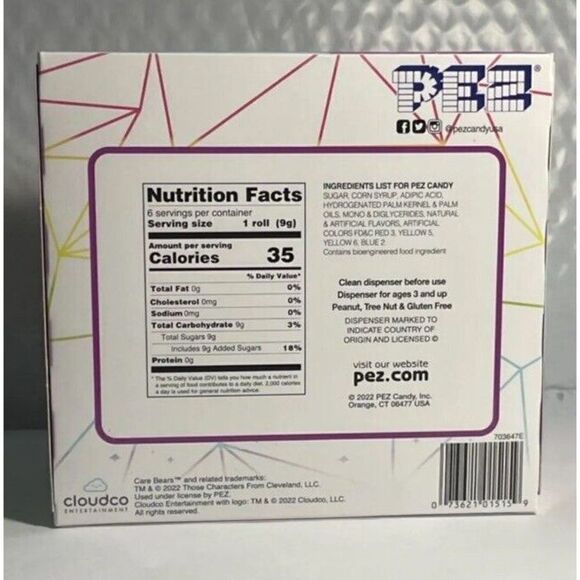 PEZ®
@pezcandyusa
Nutrition Facts
6 servings per container
Serving size 1 roll (9g)
Amount per serving
Calories 35
% Daily Value*
Total Fat 0g 0%
Cholesterol 0mg 0%
Sodium 0mg 0%
Total Carbohydrate 9g 3%
Total Sugars 9g
Includes 9g Added Sugars 18%
Protein 0g
* The % Daily Value (DV) tells you how much a nutrient in
a serving of food contributes to a daily diet. 2,000 calories
a day is used for general nutrition advice.
INGREDIENTS LIST FOR PEZ CANDY
SUGAR, CORN SYRUP, ADIPIC ACID,
HYDROGENATED PALM KERNEL & PALM
OILS, MONO & DIGLYCERIDES, NATURAL
& ARTIFICIAL FLAVORS, ARTIFICIAL
COLORS FD&C RED 3, YELLOW 5,
YELLOW 6, BLUE 2
Contains bioengineered food ingredient
Clean dispenser before use
Dispenser for ages 3 and up
Peanut, Tree Nut & Gluten Free
DISPENSER MARKED TO
INDICATE COUNTRY OF
ORIGIN AND LICENSED ©
visit our website
pez.com
© 2022 PEZ Candy, Inc.
Orange, CT 06477 USA
703647E
cloudco
ENTERTAINMENT
Care Bears™ and related trademarks:
TM & © 2022 Those Characters From Cleveland, LLC.
Used under license by PEZ.
Cloudco Entertainment with logo: TM & © 2022 Cloudco, LLC.
All rights reserved.
0 73621 01515 9